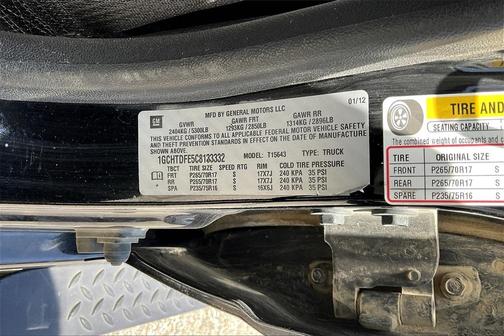 GM
MFD BY GENERAL MOTORS LLC 01/12
GVWR GAWR FRT GAWR RR
2404KG / 5300LB 1293KG / 2850LB 1314KG / 2896LB
THIS VEHICLE CONFORMS TO ALL APPLICABLE FEDERAL MOTOR VEHICLE SAFETY
PREVENTION STANDARDS IN EFFECT ON THE DATE OF MANUFACTURE
1GCHTDFE5C8133332 MODEL: T15643 TYPE: TRUCK
TBCT TIRE SIZE SPEED RTG RIM COLD TIRE PRESSURE
FRT P265/70R17 S 17X7J 240 KPA 35 PSI
RR P265/70R17 S 17X7J 240 KPA 35 PSI
SPA P235/75R16 S 16X6J 240 KPA 35 PSI
TIRE AND
SEATING CAPACITY
The combined weight of occupants and c
TIRE ORIGINAL SIZE
FRONT P265/70R17
REAR P265/70R17
SPARE P235/75R16